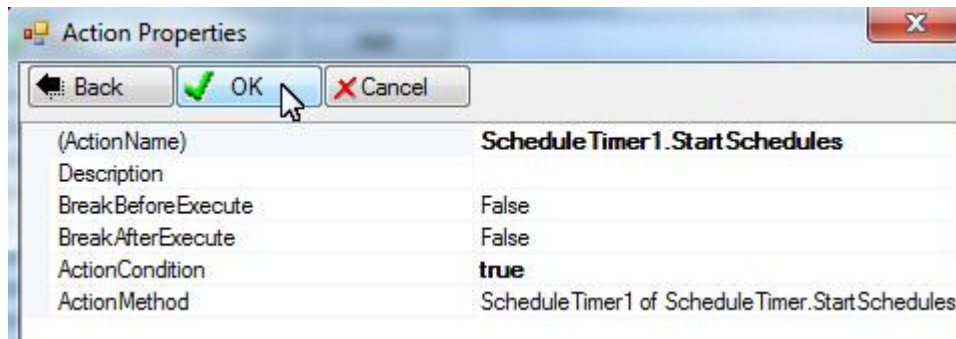 Action Properties
Back OK Cancel
(ActionName) ScheduleTimer1.StartSchedules
Description
BreakBeforeExecute False
BreakAfterExecute False
ActionCondition true
ActionMethod ScheduleTimer1 of ScheduleTimer.StartSchedules